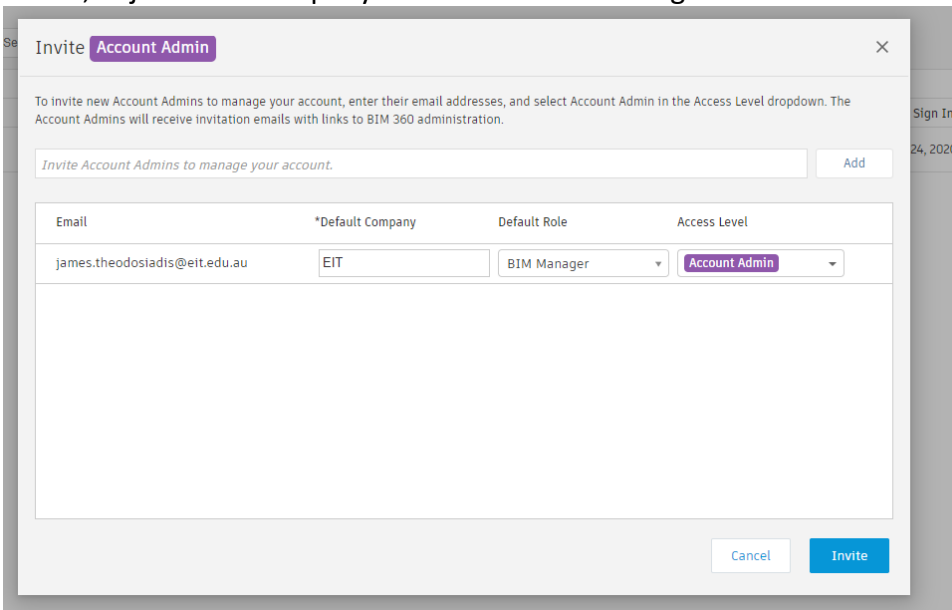 Se
Invite Account Admin
To invite new Account Admins to manage your account, enter their email addresses, and select Account Admin in the Access Level dropdown. The
Account Admins will receive invitation emails with links to BIM 360 administration.
Sign In
24, 2020
Invite Account Admins to manage your account.
Add
Email *Default Company Default Role Access Level
james.theodosiadis@eit.edu.au EIT BIM Manager Account Admin
Cancel Invite